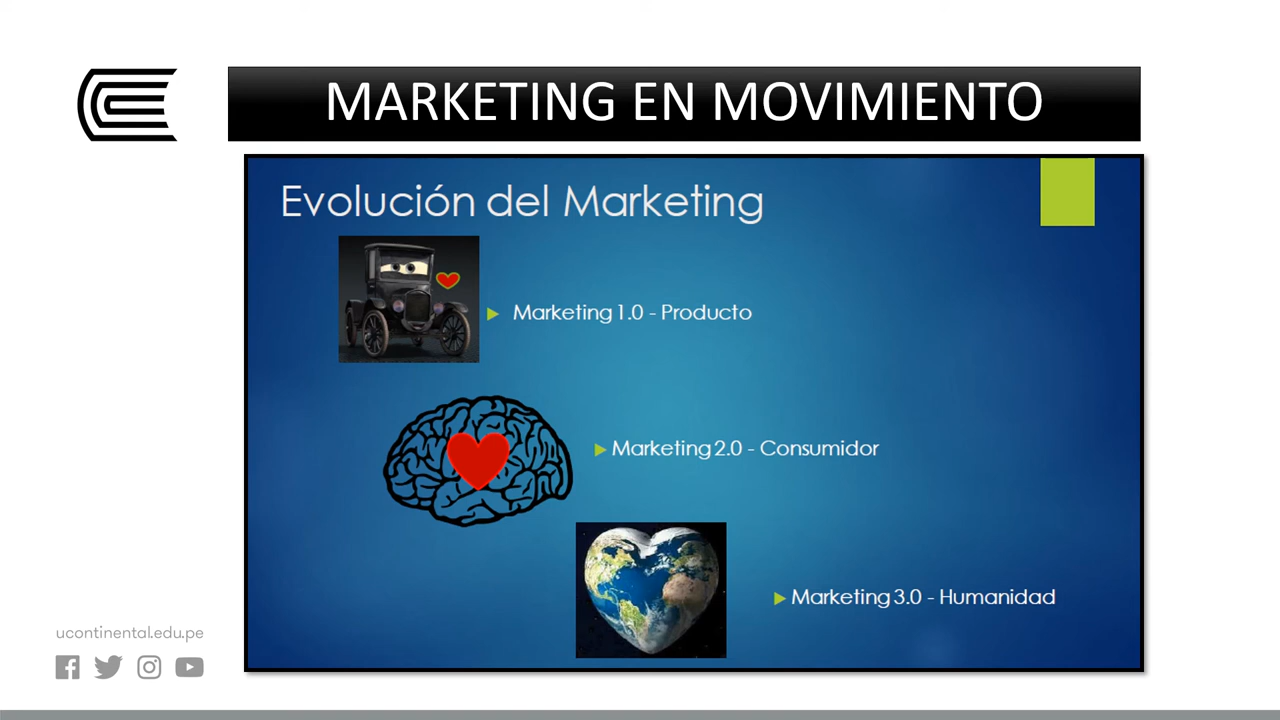 MARKETING EN MOVIMIENTO
Evolución del Marketing
Marketing 1.0 - Producto
Marketing 2.0 - Consumidor
Marketing 3.0 - Humanidad
ucontinental.edu.pe